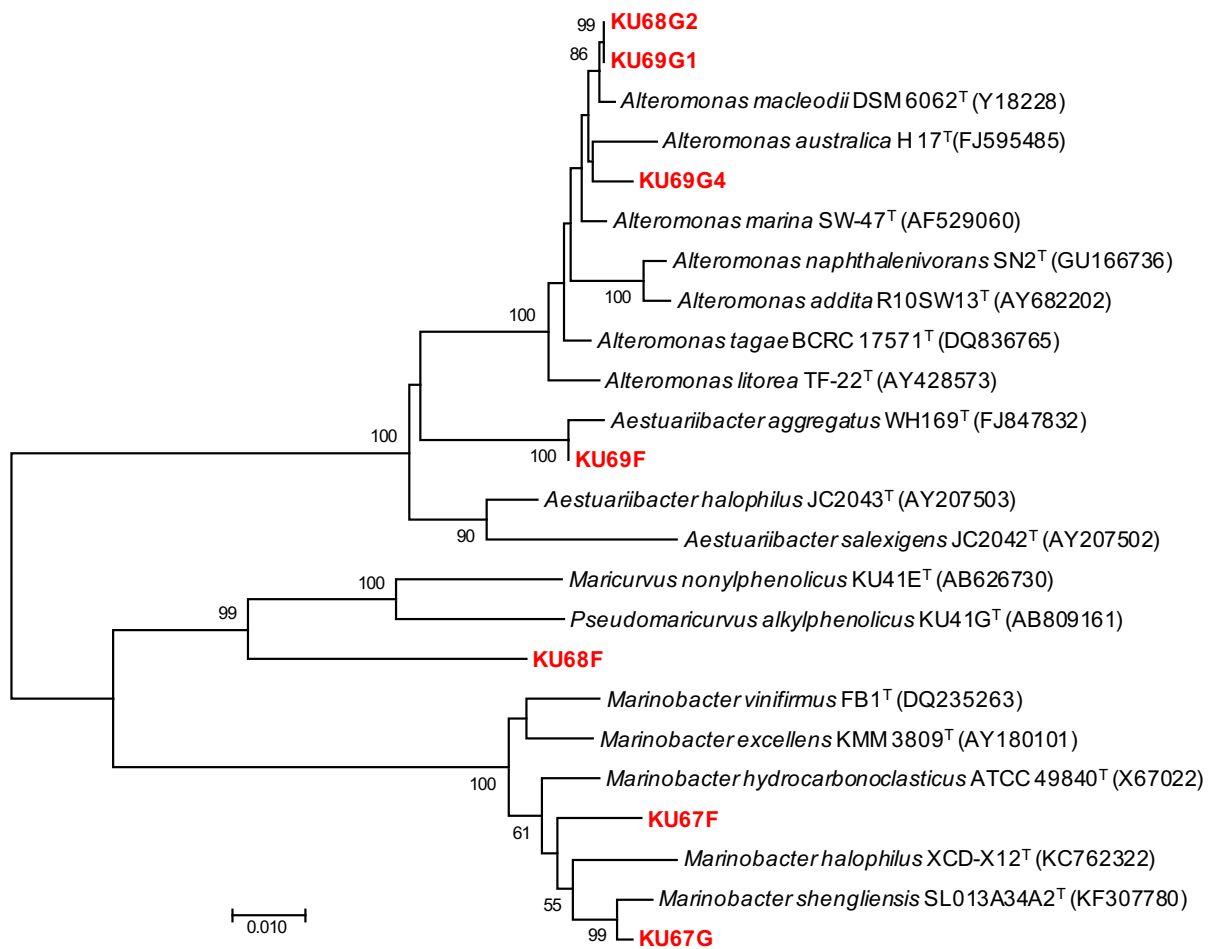 99
KU68G2
86
KU69G1
Alteromonas macleodii DSM 6062ᵀ (Y18228)
Alteromonas australica H 17ᵀ(FJ595485)
KU69G4
Alteromonas marina SW-47ᵀ (AF529060)
Alteromonas naphthalenivorans SN2ᵀ (GU166736)
100
Alteromonas addita R10SW13ᵀ (AY682202)
100
Alteromonas tagae BCRC 17571ᵀ (DQ836765)
Alteromonas litorea TF-22ᵀ (AY428573)
Aestuariibacter aggregatus WH169ᵀ (FJ847832)
100
100
KU69F
Aestuariibacter halophilus JC2043ᵀ (AY207503)
90
Aestuariibacter salexigens JC2042ᵀ (AY207502)
100
Maricurvus nonylphenolicus KU41Eᵀ (AB626730)
99
Pseudomaricurvus alkylphenolicus KU41Gᵀ (AB809161)
KU68F
Marinobacter vinifirmus FB1ᵀ (DQ235263)
Marinobacter excellens KMM 3809ᵀ (AY180101)
100
Marinobacter hydrocarbonoclasticus ATCC 49840ᵀ (X67022)
61
KU67F
Marinobacter halophilus XCD-X12ᵀ (KC762322)
55
Marinobacter shengliensis SL013A34A2ᵀ (KF307780)
99
KU67G
0.010